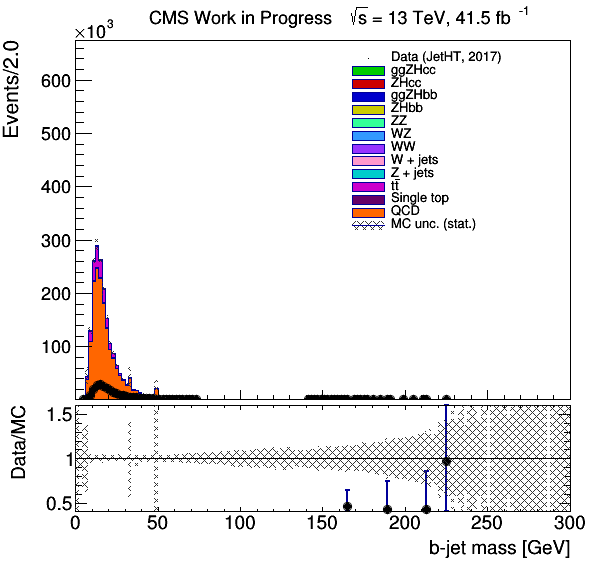 CMS Work in Progress √s = 13 TeV, 41.5 fb⁻¹
×10³
Events/2.0
600
500
400
300
200
100
Data (JetHT, 2017)
ggZHcc
ZHcc
ggZHbb
ZHbb
ZZ
WZ
WW
W + jets
Z + jets
tt̄
Single top
QCD
MC unc. (stat.)
Data/MC
1.5
1
0.5
0 50 100 150 200 250 300
b-jet mass [GeV]